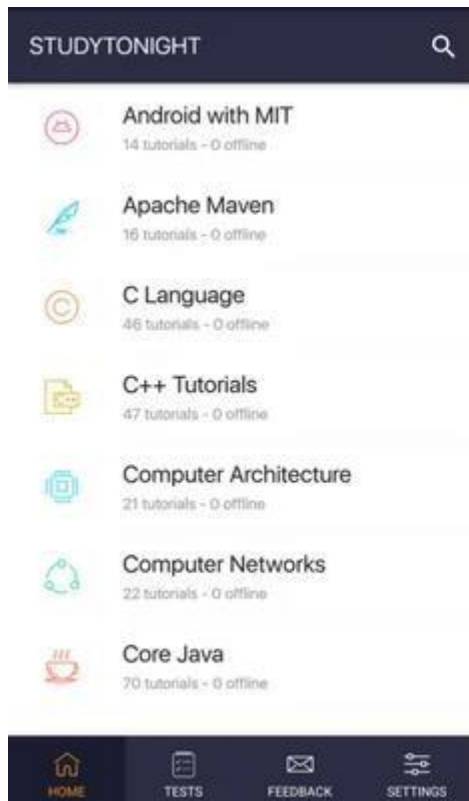 STUDYTONIGHT
Android with MIT
14 tutorials - 0 offline
Apache Maven
16 tutorials - 0 offline
C Language
46 tutorials - 0 offline
C++ Tutorials
47 tutorials - 0 offline
Computer Architecture
21 tutorials - 0 offline
Computer Networks
22 tutorials - 0 offline
Core Java
70 tutorials - 0 offline
HOME TESTS FEEDBACK SETTINGS